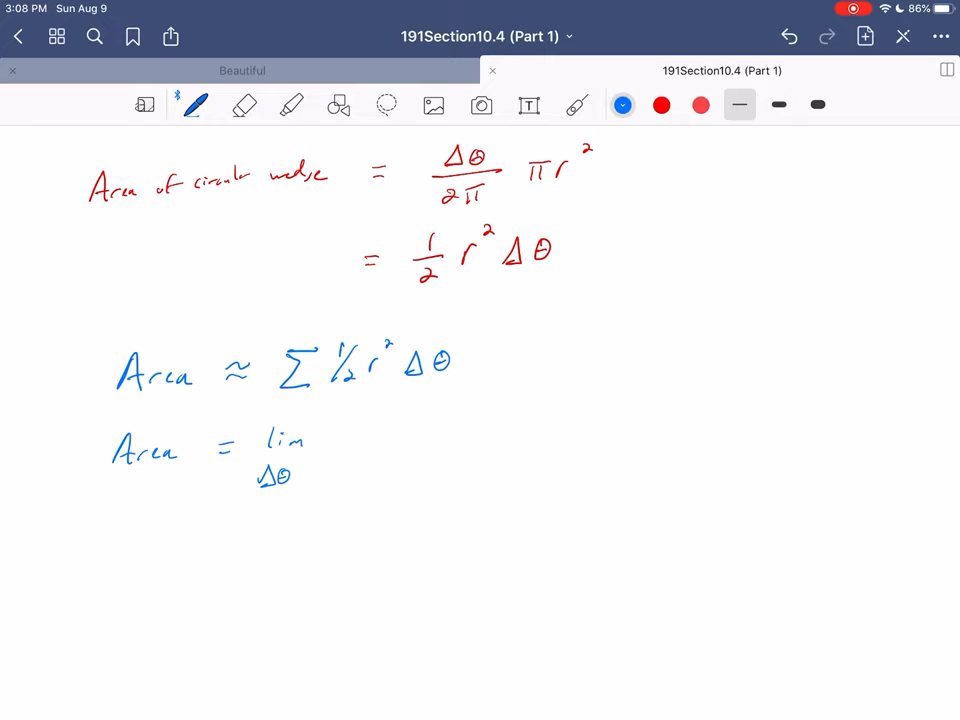 3:08 PM Sun Aug 9 86%
191Section10.4 (Part 1)
Beautiful 191Section10.4 (Part 1)
T
Area of circular wedge = Δθ/2π πr²
= 1/2 r² Δθ
Area ≈ Σ 1/2 r² Δθ
Area = lim
Δθ